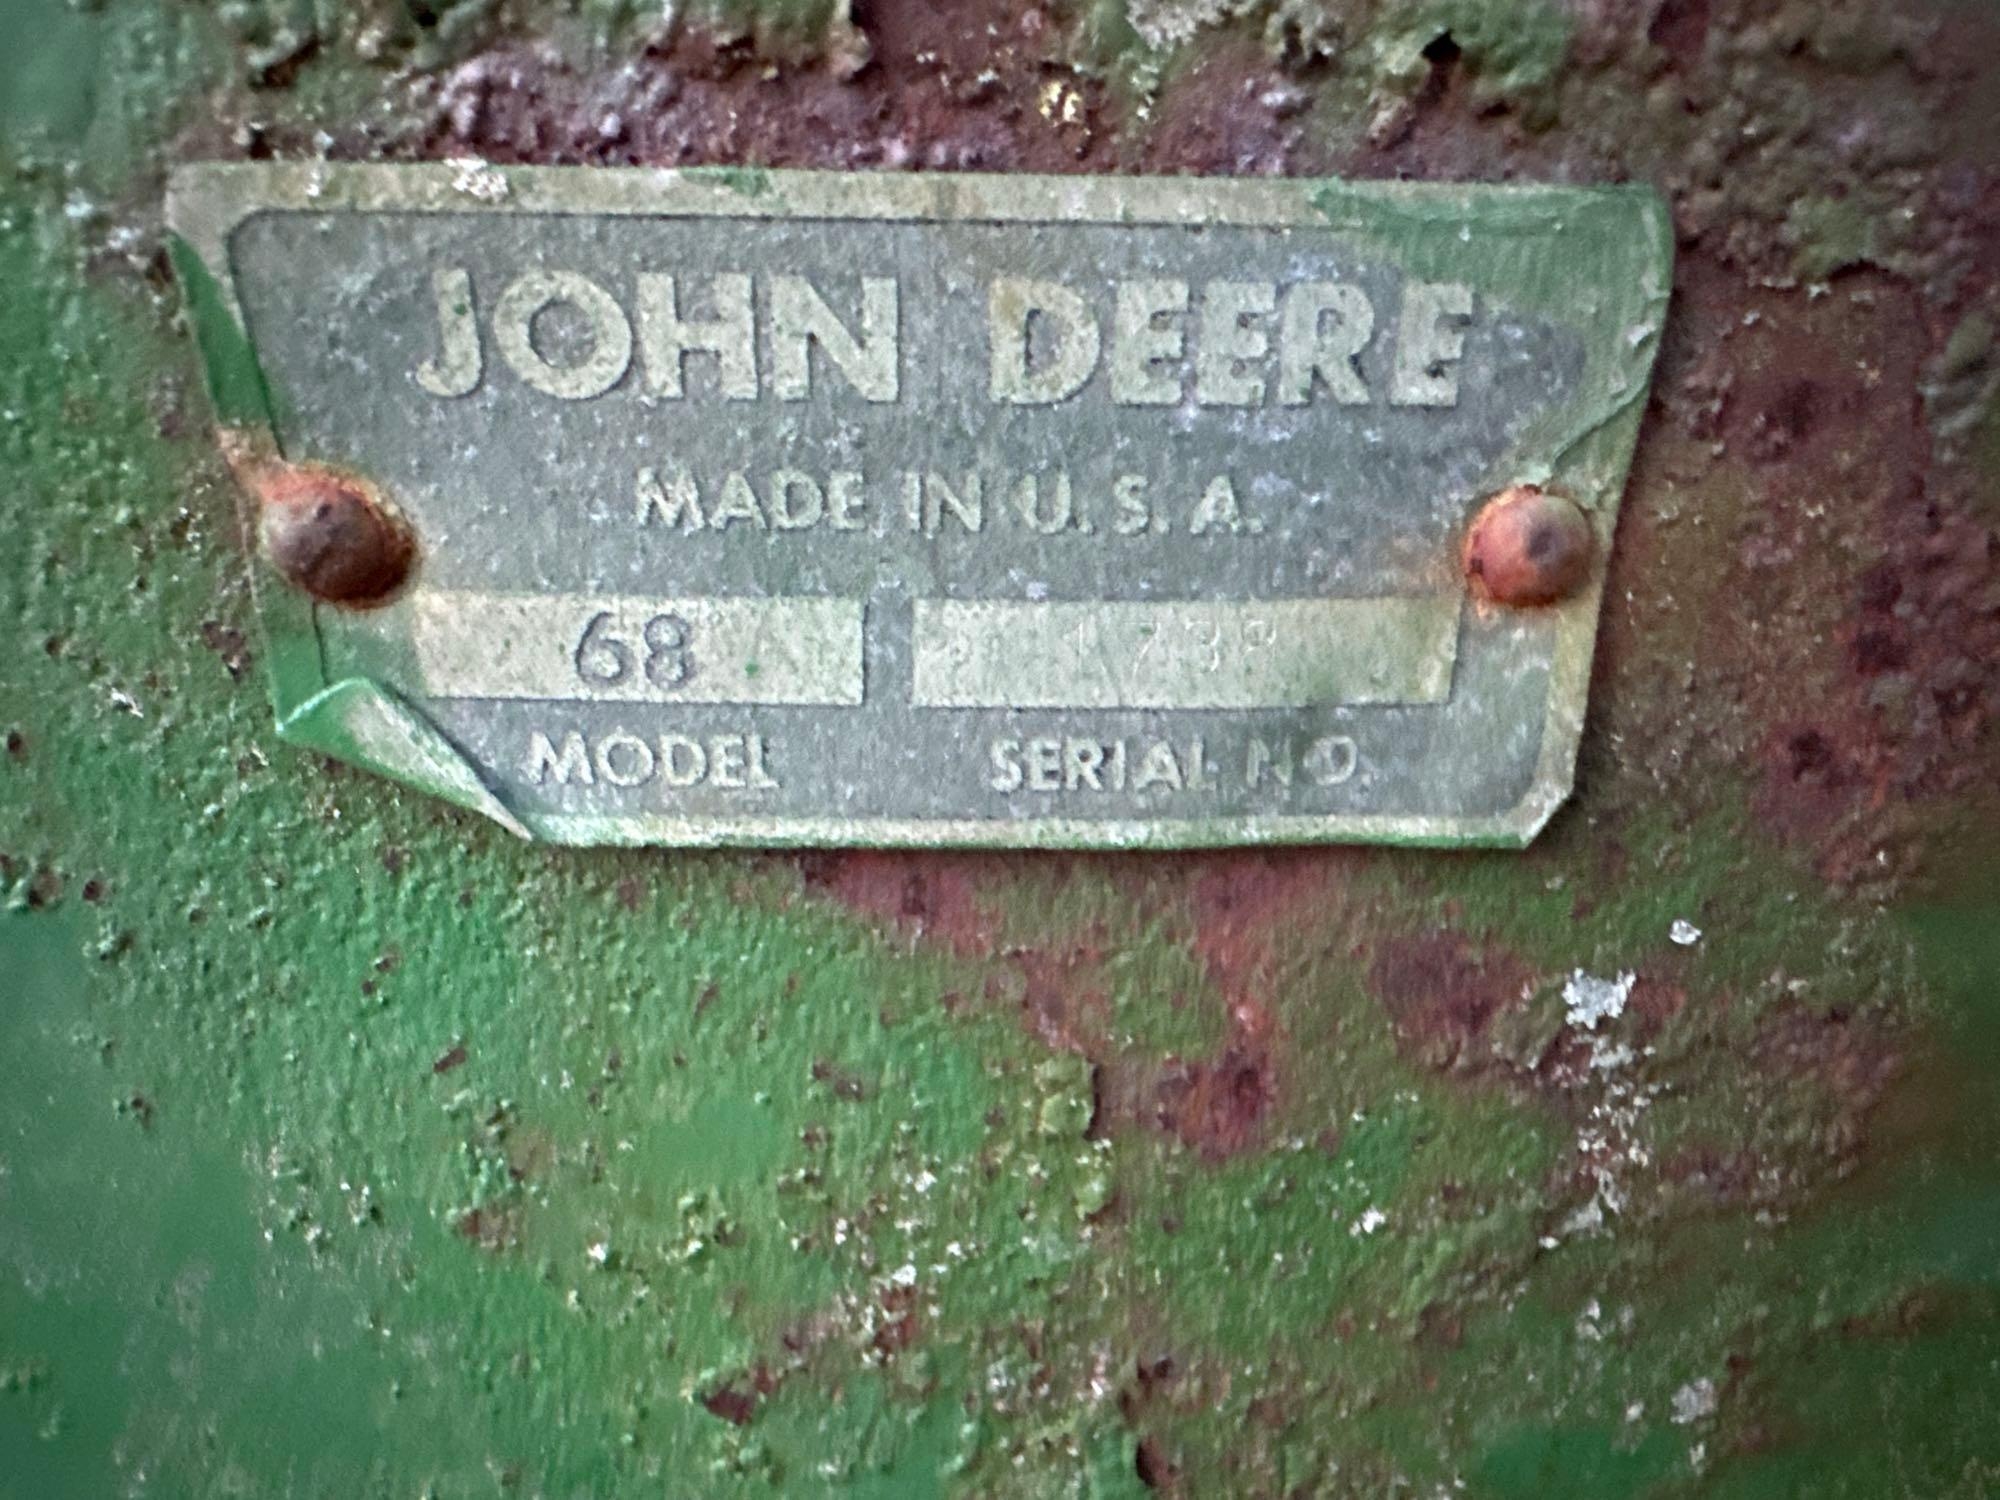 JOHN DEERE
MADE IN U.S.A.
68
MODEL SERIAL NO.